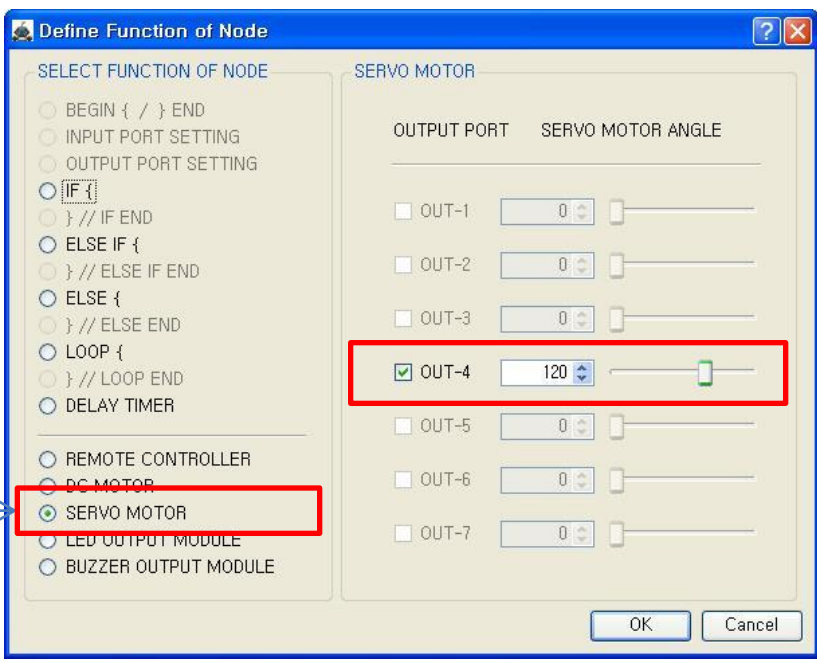 Define Function of Node
SELECT FUNCTION OF NODE
BEGIN { / } END
INPUT PORT SETTING
OUTPUT PORT SETTING
IF {
} // IF END
ELSE IF {
} // ELSE IF END
ELSE {
} // ELSE END
LOOP {
} // LOOP END
DELAY TIMER
REMOTE CONTROLLER
DC MOTOR
SERVO MOTOR
LED OUTPUT MODULE
BUZZER OUTPUT MODULE
SERVO MOTOR
OUTPUT PORT SERVO MOTOR ANGLE
OUT-1 0
OUT-2 0
OUT-3 0
OUT-4 120
OUT-5 0
OUT-6 0
OUT-7 0
OK Cancel